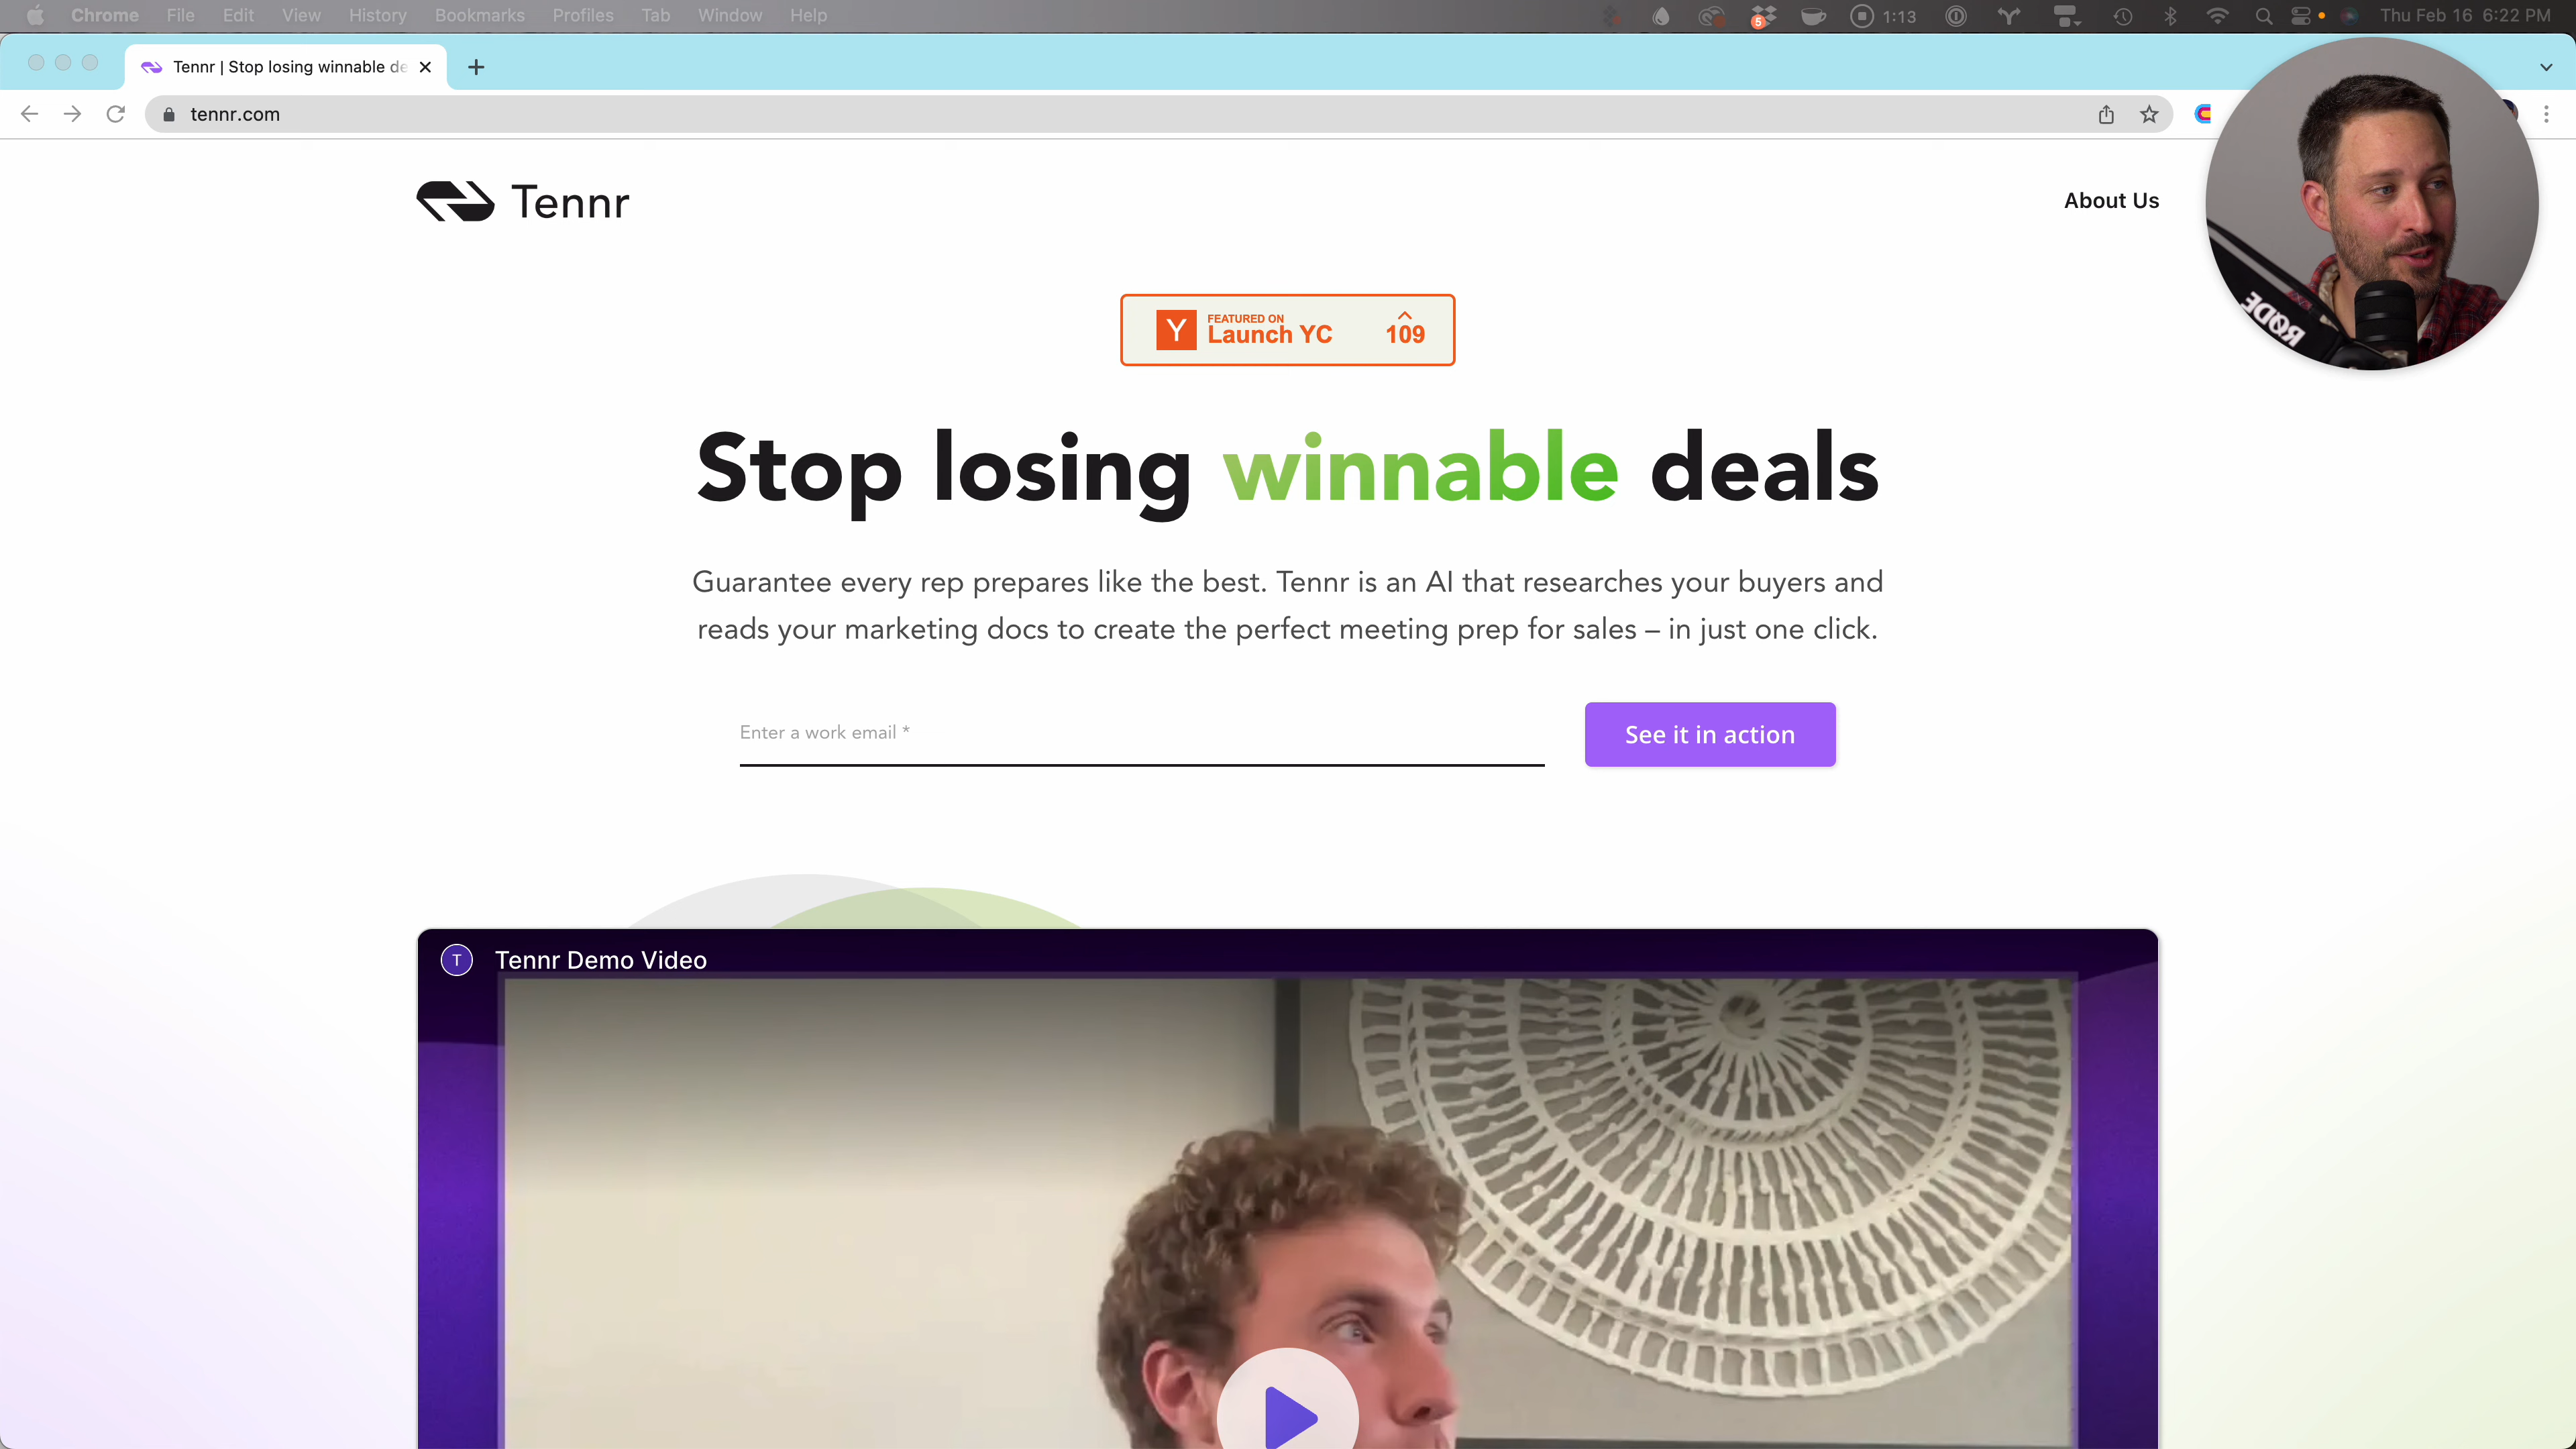 Chrome File Edit View History Bookmarks Profiles Tab Window Help
5 1:13 Thu Feb 16 6:22 PM
Tennr | Stop losing winnable de
tennr.com
Tennr
About Us
RØDE
Y FEATURED ON
Launch YC 109
Stop losing winnable deals
Guarantee every rep prepares like the best. Tennr is an AI that researches your buyers and
reads your marketing docs to create the perfect meeting prep for sales – in just one click.
Enter a work email *
See it in action
T Tennr Demo Video